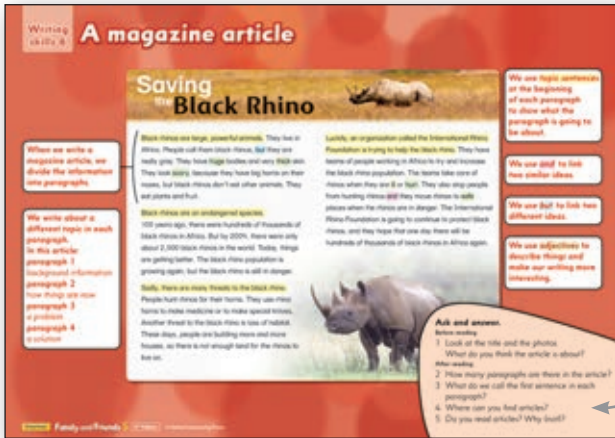 Writing
skills 6
A magazine article
Saving
the Black Rhino
When we write a
magazine article, we
divide the information
into paragraphs.
We write about a
different topic in each
paragraph.
In this article:
paragraph 1
background information
paragraph 2
how things are now
paragraph 3
a problem
paragraph 4
a solution
Black rhinos are large, powerful animals. They live in
Africa. People call them black rhinos, but they are
really grey. They have huge bodies and very thick skin.
They look scary, because they have big horns on their
noses, but black rhinos don't eat other animals. They
eat plants and fruit.
Black rhinos are an endangered species.
100 years ago, there were hundreds of thousands of
black rhinos in Africa. But by 2004, there were only
about 2,500 black rhinos in the world. Today, things
are getting better. The black rhino population is
growing again, but the black rhino is still in danger.
Sadly, there are many threats to the black rhino.
People hunt rhinos for their horns. They use rhino
horns to make medicine or to make special knives.
Another threat to the black rhino is loss of habitat.
These days, people are building more and more
houses, so there is not enough land for the rhinos to
live on.
Luckily, an organization called the International Rhino
Foundation is trying to help the black rhino. They have
teams of people working in Africa to try and increase
the black rhino population. The teams take care of
rhinos when they are ill or hurt. They also stop people
from hunting rhinos and they move rhinos to safe
places when the rhinos are in danger. The International
Rhino Foundation is going to continue to protect black
rhinos, and they hope that one day there will be
hundreds of thousands of black rhinos in Africa again.
We use topic sentences
at the beginning
of each paragraph
to show what the
paragraph is going to
be about.
We use and to link
two similar ideas.
We use but to link two
different ideas.
We use adjectives to
describe things and
make our writing more
interesting.
Ask and answer.
Before reading
1 Look at the title and the photos.
What do you think the article is about?
After reading
2 How many paragraphs are there in the article?
3 What do we call the first sentence in each
paragraph?
4 Where can you find articles?
5 Do you read articles? Why (not)?
Family and Friends 5